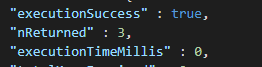 "executionSuccess" : true,
"nReturned" : 3,
"executionTimeMillis" : 0,